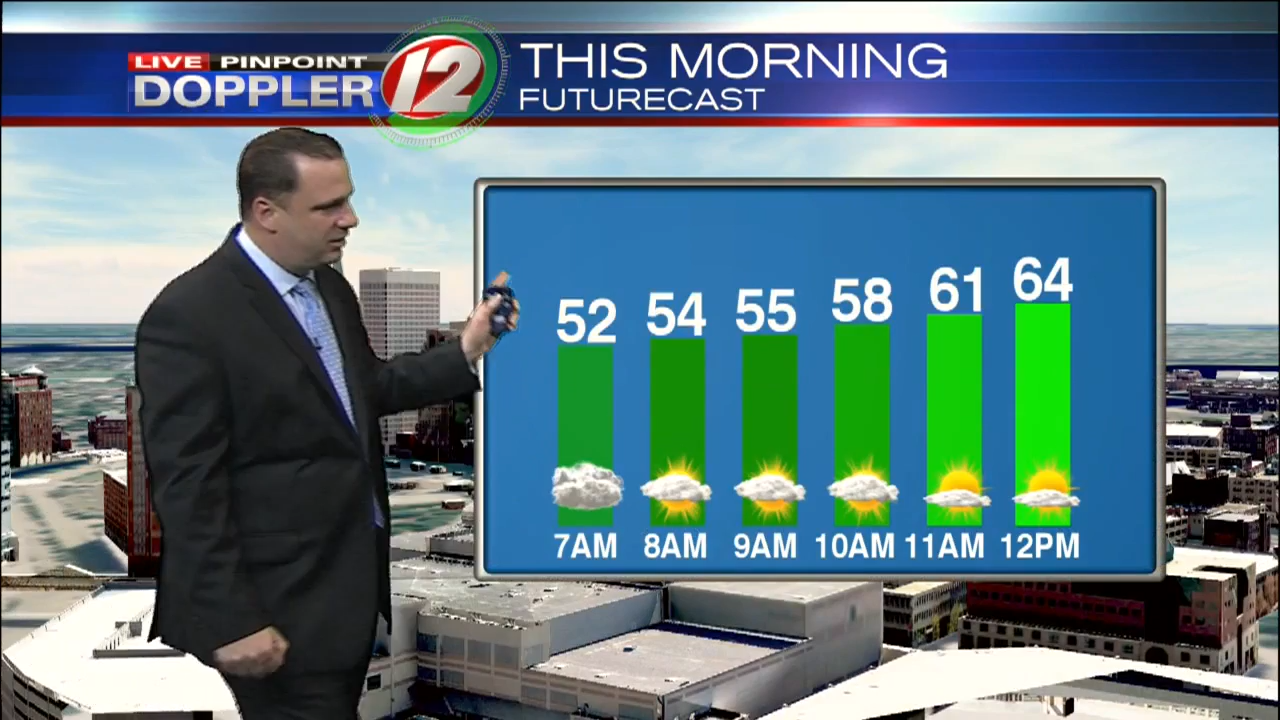 LIVE PINPOINT
DOPPLER 12
THIS MORNING
FUTURECAST
52 54 55 58 61 64
7AM 8AM 9AM 10AM 11AM 12PM